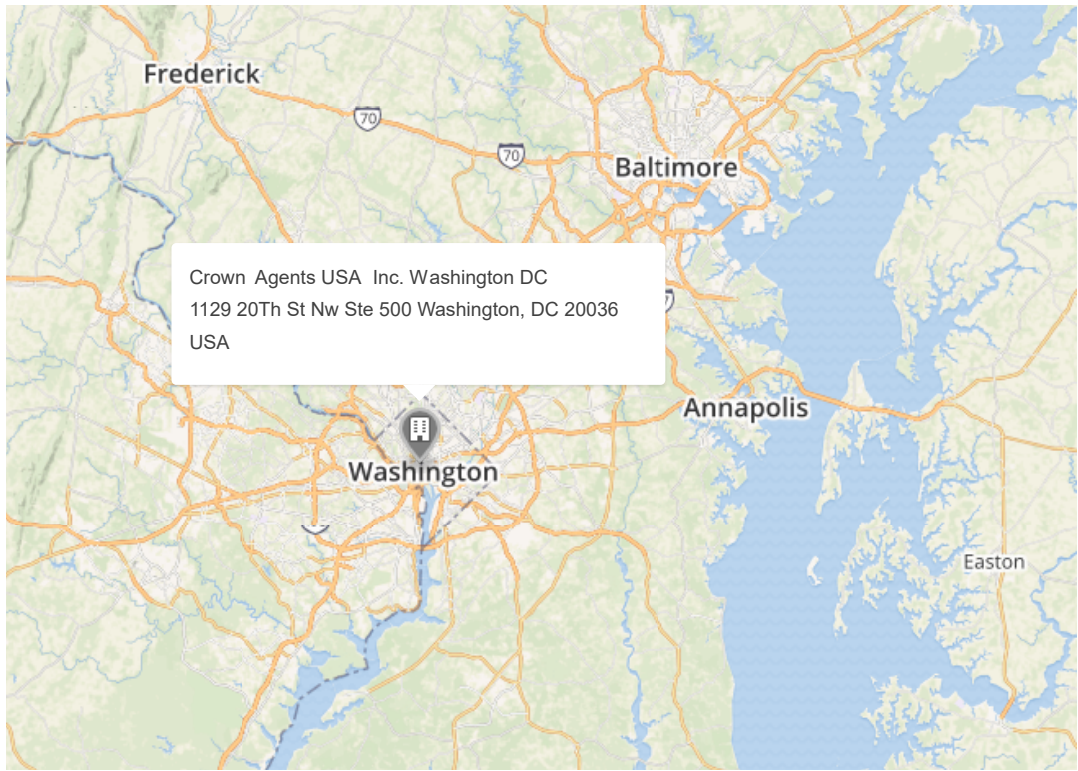 Frederick
70
70
Baltimore
Crown Agents USA Inc. Washington DC
1129 20Th St Nw Ste 500 Washington, DC 20036
USA
Annapolis
Washington
Easton